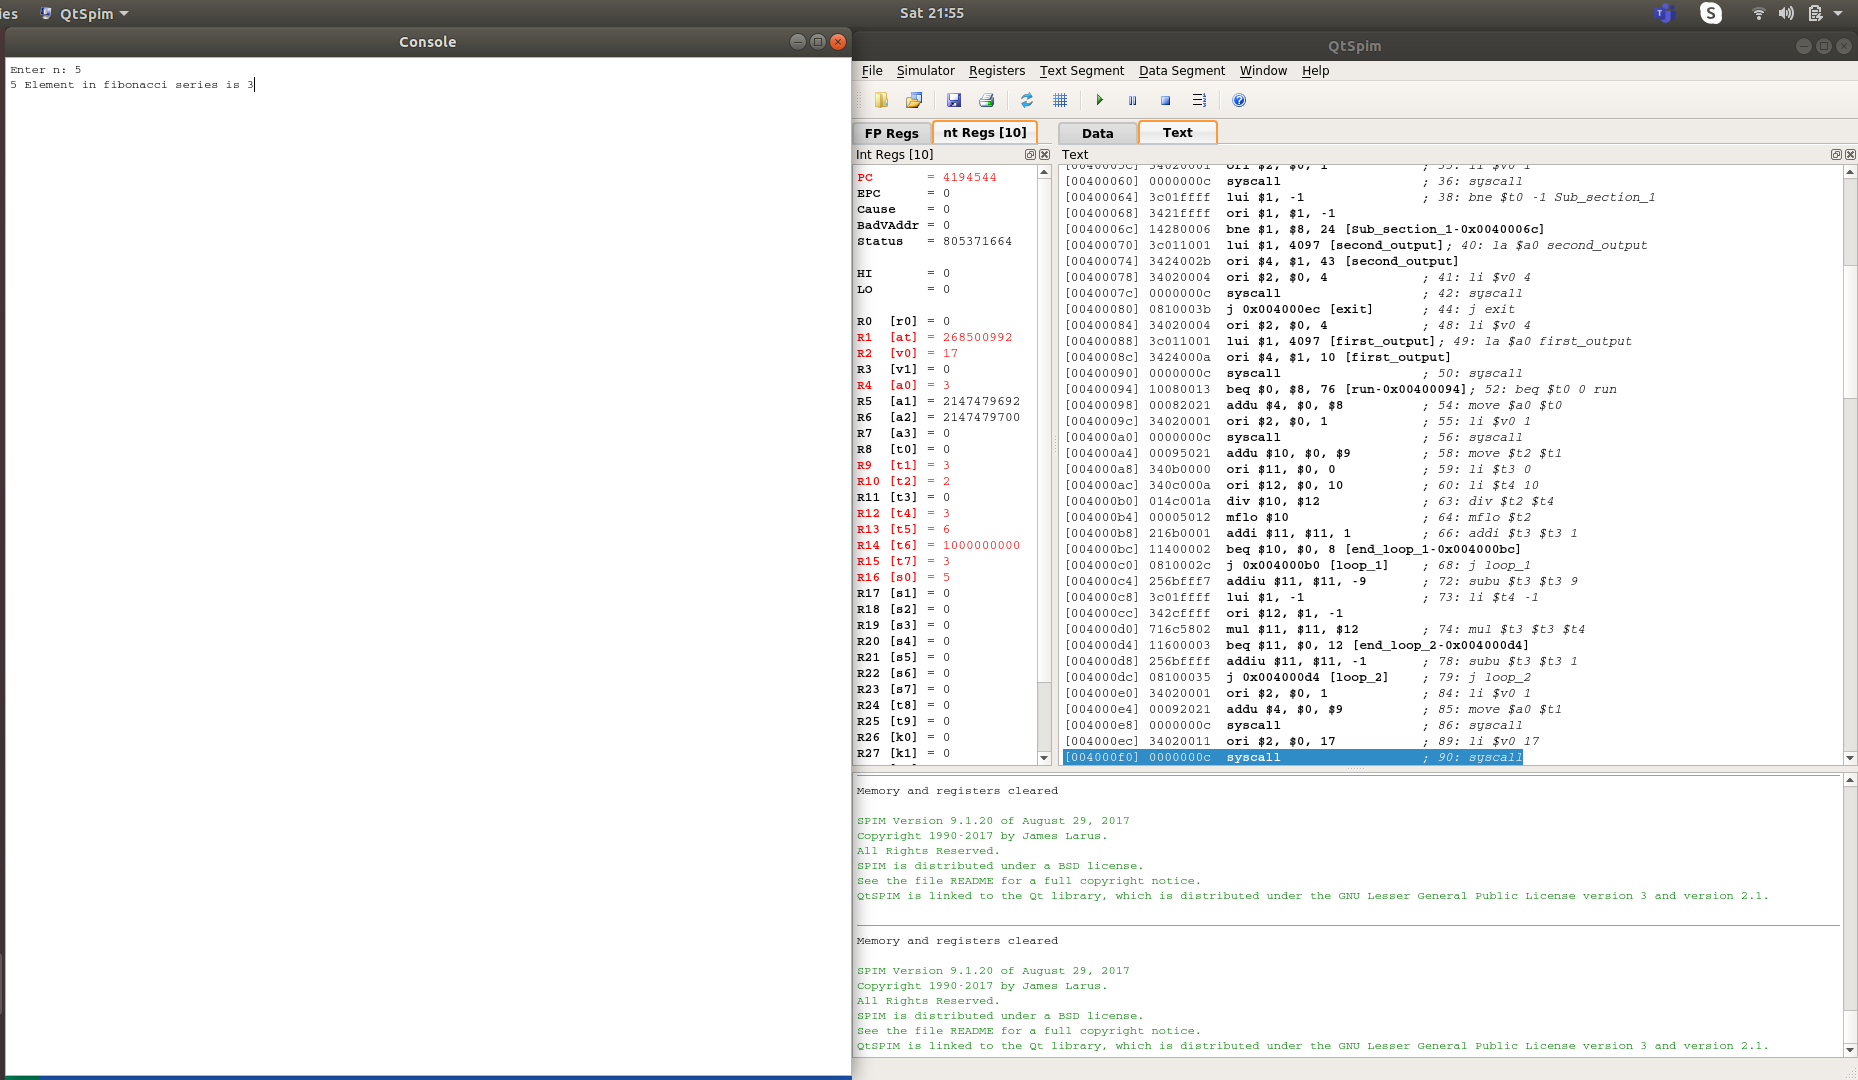 ies QtSpim Sat 21:55
Console
Enter n: 5
5 Element in fibonacci series is 3
QtSpim
File Simulator Registers Text Segment Data Segment Window Help
FP Regs nt Regs [10]
Int Regs [10]
PC = 4194544
EPC = 0
Cause = 0
BadVAddr = 0
Status = 805371664
HI = 0
LO = 0
R0 [r0] = 0
R1 [at] = 268500992
R2 [v0] = 17
R3 [v1] = 0
R4 [a0] = 3
R5 [a1] = 2147479692
R6 [a2] = 2147479700
R7 [a3] = 0
R8 [t0] = 0
R9 [t1] = 3
R10 [t2] = 2
R11 [t3] = 0
R12 [t4] = 3
R13 [t5] = 6
R14 [t6] = 1000000000
R15 [t7] = 3
R16 [s0] = 5
R17 [s1] = 0
R18 [s2] = 0
R19 [s3] = 0
R20 [s4] = 0
R21 [s5] = 0
R22 [s6] = 0
R23 [s7] = 0
R24 [t8] = 0
R25 [t9] = 0
R26 [k0] = 0
R27 [k1] = 0
Data Text
Text
[0040005c] 34020001 ori $2, $0, 1 ; 35: li $v0 1
[00400060] 0000000c syscall ; 36: syscall
[00400064] 3c01ffff lui $1, -1 ; 38: bne $t0 -1 Sub_section_1
[00400068] 3421ffff ori $1, $1, -1
[0040006c] 14280006 bne $1, $8, 24 [Sub_section_1-0x0040006c]
[00400070] 3c011001 lui $1, 4097 [second_output]; 40: la $a0 second_output
[00400074] 3424002b ori $4, $1, 43 [second_output]
[00400078] 34020004 ori $2, $0, 4 ; 41: li $v0 4
[0040007c] 0000000c syscall ; 42: syscall
[00400080] 0810003b j 0x004000ec [exit] ; 44: j exit
[00400084] 34020004 ori $2, $0, 4 ; 48: li $v0 4
[00400088] 3c011001 lui $1, 4097 [first_output]; 49: la $a0 first_output
[0040008c] 3424000a ori $4, $1, 10 [first_output]
[00400090] 0000000c syscall ; 50: syscall
[00400094] 10080013 beq $0, $8, 76 [run-0x00400094]; 52: beq $t0 0 run
[00400098] 00082021 addu $4, $0, $8 ; 54: move $a0 $t0
[0040009c] 34020001 ori $2, $0, 1 ; 55: li $v0 1
[004000a0] 0000000c syscall ; 56: syscall
[004000a4] 00095021 addu $10, $0, $9 ; 58: move $t2 $t1
[004000a8] 340b0000 ori $11, $0, 0 ; 59: li $t3 0
[004000ac] 340c000a ori $12, $0, 10 ; 60: li $t4 10
[004000b0] 014c001a div $10, $12 ; 63: div $t2 $t4
[004000b4] 00005012 mflo $10 ; 64: mflo $t2
[004000b8] 216b0001 addi $11, $11, 1 ; 66: addi $t3 $t3 1
[004000bc] 11400002 beq $10, $0, 8 [end_loop_1-0x004000bc]
[004000c0] 0810002c j 0x004000b0 [loop_1] ; 68: j loop_1
[004000c4] 256bfff7 addiu $11, $11, -9 ; 72: subu $t3 $t3 9
[004000c8] 3c01ffff lui $1, -1 ; 73: li $t4 -1
[004000cc] 342cffff ori $12, $1, -1
[004000d0] 716c5802 mul $11, $11, $12 ; 74: mul $t3 $t3 $t4
[004000d4] 11600003 beq $11, $0, 12 [end_loop_2-0x004000d4]
[004000d8] 256bffff addiu $11, $11, -1 ; 78: subu $t3 $t3 1
[004000dc] 08100035 j 0x004000d4 [loop_2] ; 79: j loop_2
[004000e0] 34020001 ori $2, $0, 1 ; 84: li $v0 1
[004000e4] 00092021 addu $4, $0, $9 ; 85: move $a0 $t1
[004000e8] 0000000c syscall ; 86: syscall
[004000ec] 34020011 ori $2, $0, 17 ; 89: li $v0 17
[004000f0] 0000000c syscall ; 90: syscall
Memory and registers cleared
SPIM Version 9.1.20 of August 29, 2017
Copyright 1990-2017 by James Larus.
All Rights Reserved.
SPIM is distributed under a BSD license.
See the file README for a full copyright notice.
QtSPIM is linked to the Qt library, which is distributed under the GNU Lesser General Public License version 3 and version 2.1.
Memory and registers cleared
SPIM Version 9.1.20 of August 29, 2017
Copyright 1990-2017 by James Larus.
All Rights Reserved.
SPIM is distributed under a BSD license.
See the file README for a full copyright notice.
QtSPIM is linked to the Qt library, which is distributed under the GNU Lesser General Public License version 3 and version 2.1.